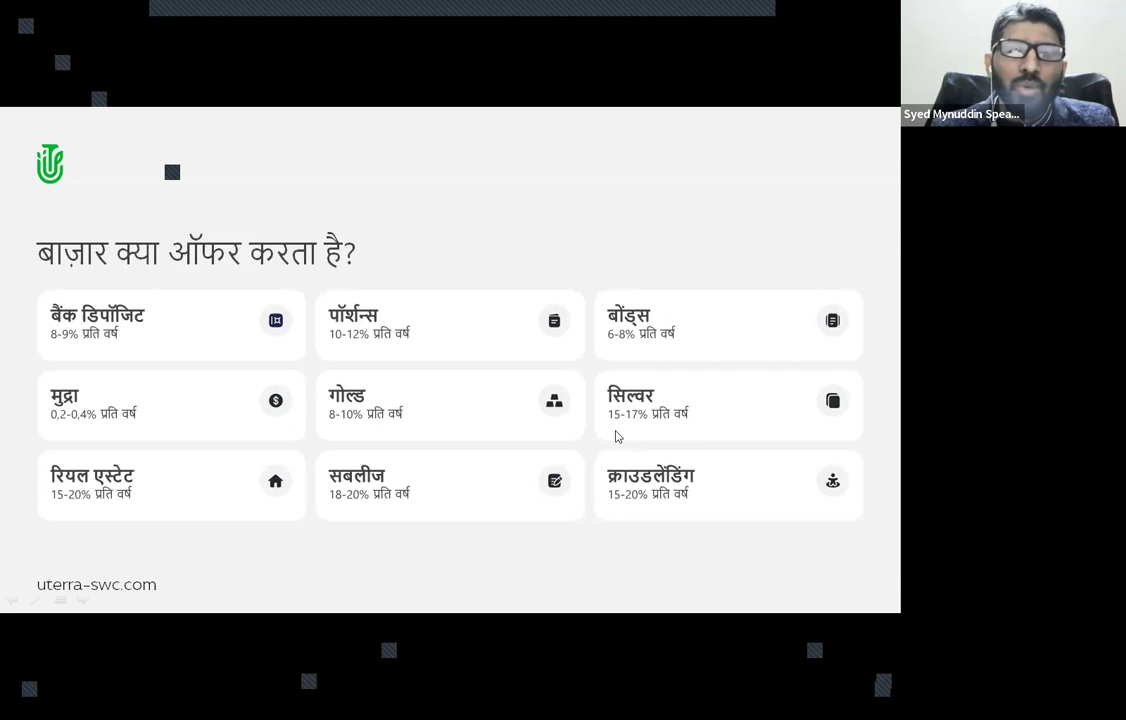 Syed Mynuddin Spea...
बाज़ार क्या ऑफर करता है?
बैंक डिपॉजिट
8-9% प्रति वर्ष
पॉर्शन्स
10-12% प्रति वर्ष
बोंड्स
6-8% प्रति वर्ष
मुद्रा
0,2-0,4% प्रति वर्ष
गोल्ड
8-10% प्रति वर्ष
सिल्वर
15-17% प्रति वर्ष
रियल एस्टेट
15-20% प्रति वर्ष
सबलीज
18-20% प्रति वर्ष
क्राउडलेंडिंग
15-20% प्रति वर्ष
uterra-swc.com